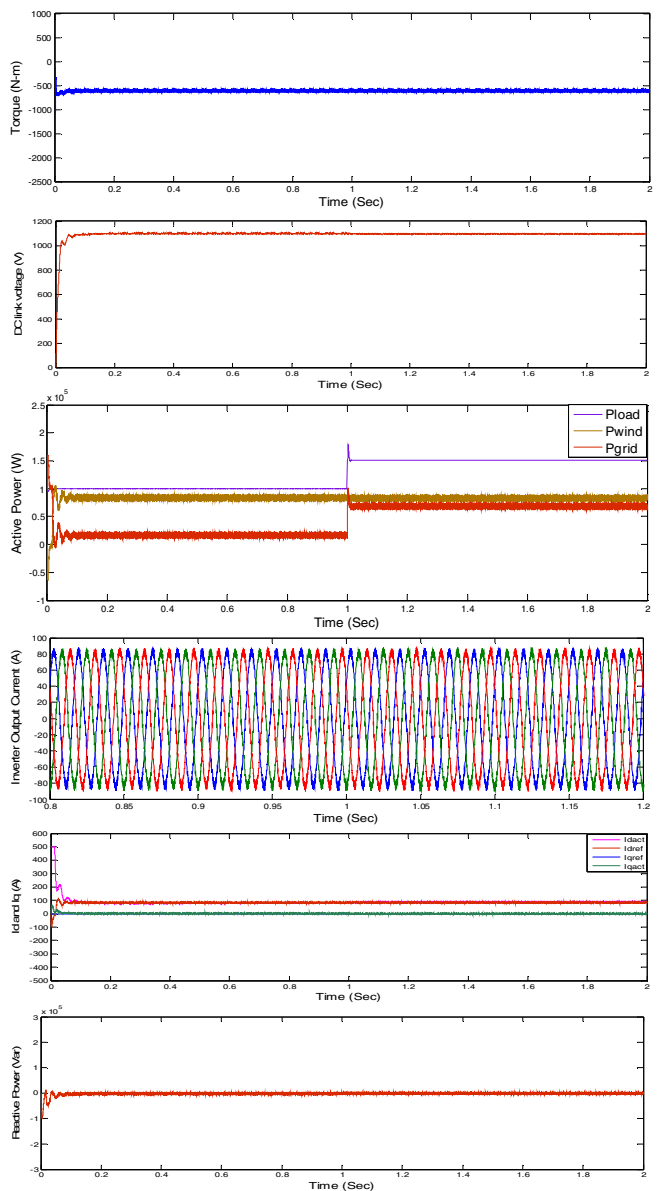 1000
500
0
-500
-1000
-1500
-2000
-2500
Torque (N-m)
0 0.2 0.4 0.6 0.8 1 1.2 1.4 1.6 1.8 2
Time (Sec)
1200
1000
800
600
400
200
0
DC link voltage (V)
0 0.2 0.4 0.6 0.8 1 1.2 1.4 1.6 1.8 2
Time (Sec)
x 10^5
2.5
2
1.5
1
0.5
0
-0.5
-1
Active Power (W)
Pload
Pwind
Pgrid
0 0.2 0.4 0.6 0.8 1 1.2 1.4 1.6 1.8 2
Time (Sec)
100
80
60
40
20
0
-20
-40
-60
-80
-100
Inverter Output Current (A)
0.8 0.85 0.9 0.95 1 1.05 1.1 1.15 1.2
Time (Sec)
600
500
400
300
200
100
0
-100
-200
-300
-400
-500
Id and Iq (A)
Idact
Idref
Iqref
Iqact
0 0.2 0.4 0.6 0.8 1 1.2 1.4 1.6 1.8 2
Time (Sec)
x 10^5
3
2
1
0
-1
-2
-3
Reactive Power (Var)
0 0.2 0.4 0.6 0.8 1 1.2 1.4 1.6 1.8 2
Time (Sec)